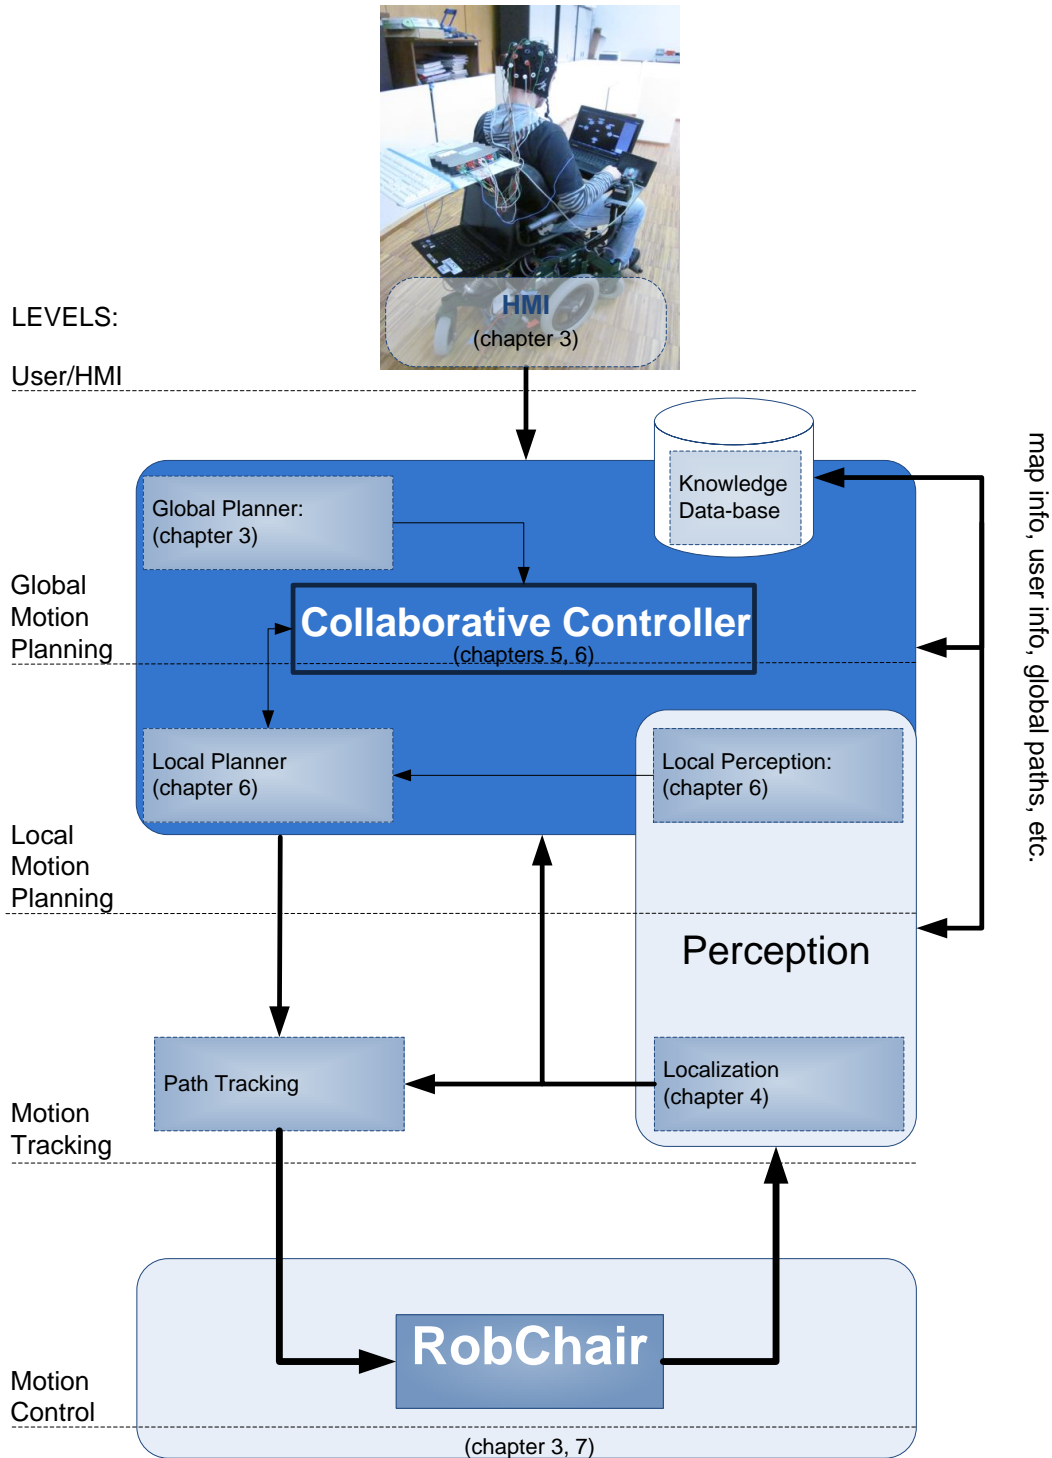 HMI
(chapter 3)
LEVELS:
User/HMI
Knowledge
Data-base
Global Planner:
(chapter 3)
map info, user info, global paths, etc.
Global
Motion
Planning
Collaborative Controller
(chapters 5, 6)
Local Planner
(chapter 6)
Local Perception:
(chapter 6)
Local
Motion
Planning
Perception
Path Tracking
Localization
(chapter 4)
Motion
Tracking
RobChair
Motion
Control
(chapter 3, 7)